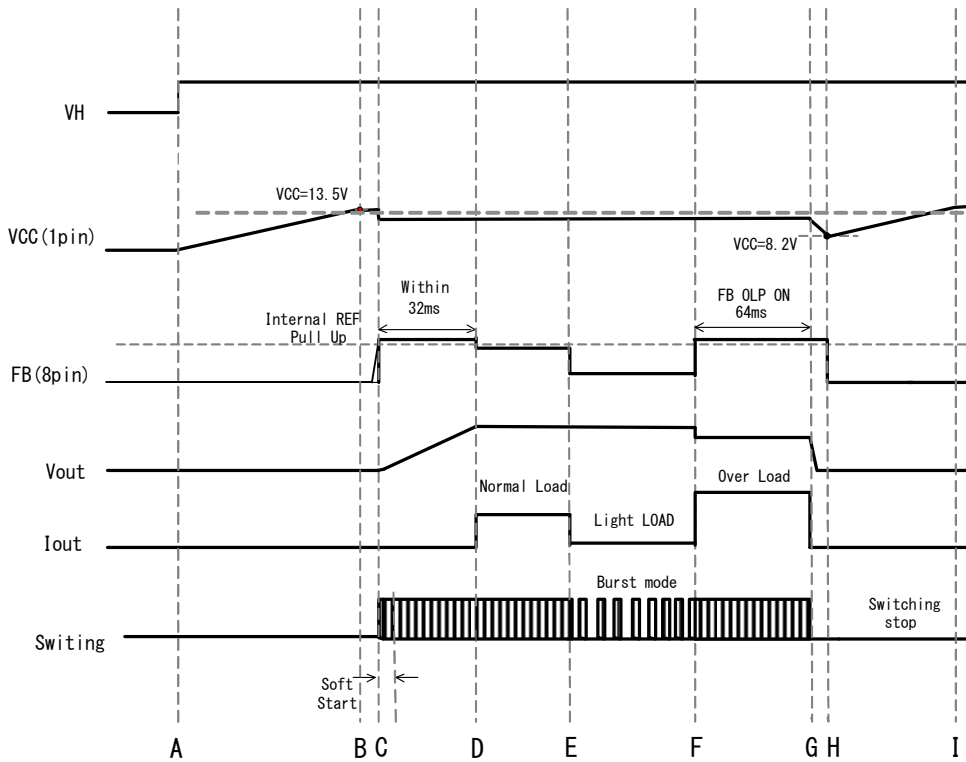 VH
VCC=13.5V
VCC(1pin)
VCC=8.2V
Within
32ms
FB OLP ON
64ms
Internal REF
Pull Up
FB(8pin)
Vout
Normal Load
Over Load
Light LOAD
Iout
Burst mode
Switching
stop
Switing
Soft
Start
A B C D E F G H I